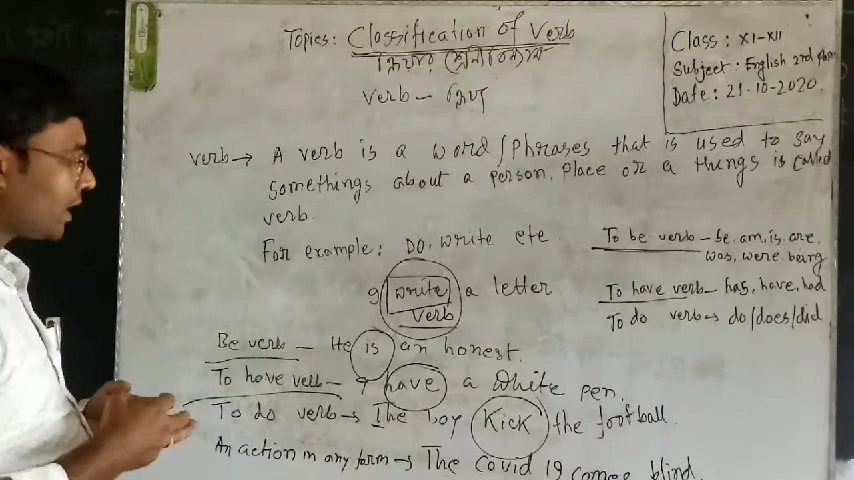 Topics: Classification of Verb
ক্রিয়ার শ্রেণীবিন্যাস
verb – ক্রিয়া
Class: XI-XII
Subject: English 2nd
Date: 21-10-2020
verb → A verb is a word/phrases that is used to say
somethings about a person, Place or a things is called
verb.
For example: Do, write etc
write a letter
verb
To be verb – be, am, is, are,
was, were, being
To have verb – has, have, had
To do verb → do/does/did
Be verb – He is an honest.
To have verb – I have a white pen.
To do verb → The boy Kick the football.
An action in any form → The Covid 19 comes blind.